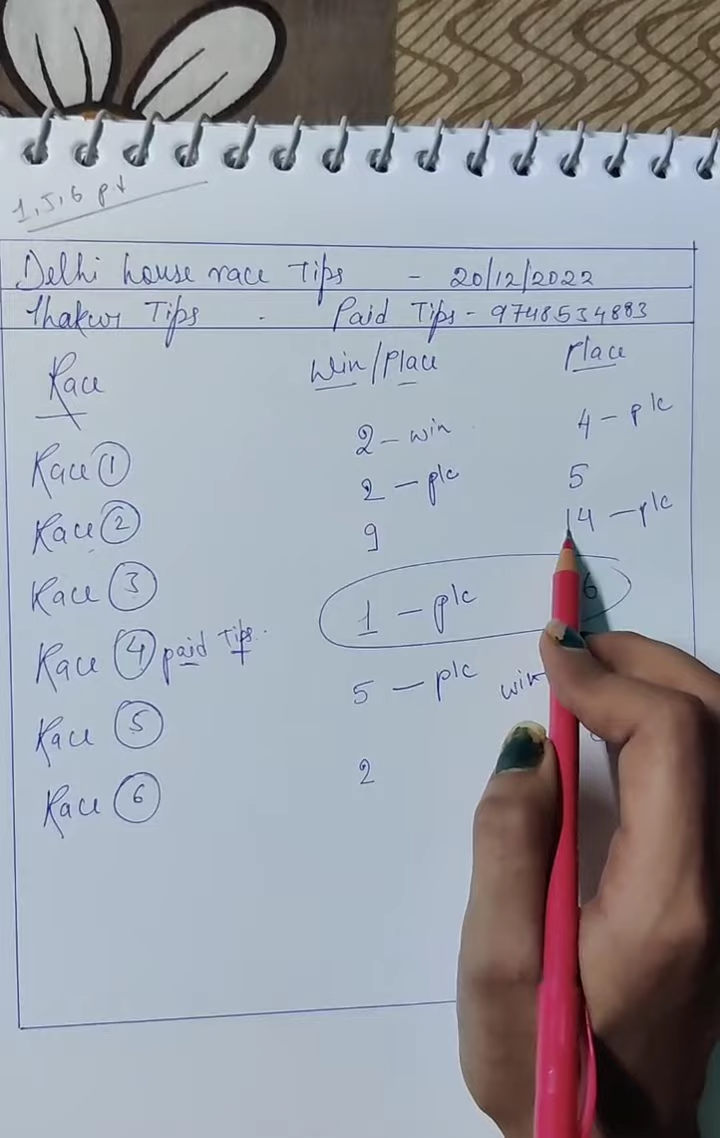 1, 5, 6 pt
Delhi house race Tips - 20/12/2022
Thakur Tips - Paid Tips - 9748534883
Race Win/Place Place
Race 1 2 - win 4 - plc
Race 2 2 - plc 5
Race 3 9 14 - plc
Race 4 paid Tips. 1 - plc 6
Race 5 5 - plc win
Race 6 2